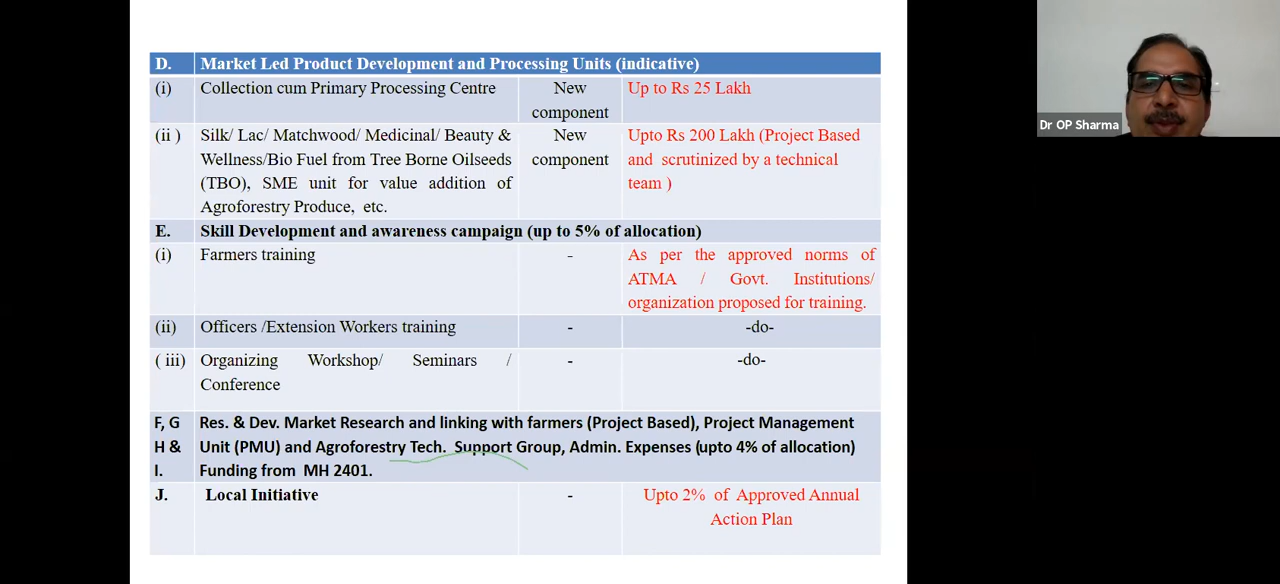 D. Market Led Product Development and Processing Units (indicative)
(i) Collection cum Primary Processing Centre New Up to Rs 25 Lakh
component
(ii ) Silk/ Lac/ Matchwood/ Medicinal/ Beauty & New Upto Rs 200 Lakh (Project Based
Wellness/Bio Fuel from Tree Borne Oilseeds component and scrutinized by a technical
(TBO), SME unit for value addition of team )
Agroforestry Produce, etc.
E. Skill Development and awareness campaign (up to 5% of allocation)
(i) Farmers training - As per the approved norms of
ATMA / Govt. Institutions/
organization proposed for training.
(ii) Officers /Extension Workers training - -do-
( iii) Organizing Workshop/ Seminars / - -do-
Conference
F, G Res. & Dev. Market Research and linking with farmers (Project Based), Project Management
H & Unit (PMU) and Agroforestry Tech. Support Group, Admin. Expenses (upto 4% of allocation)
I. Funding from MH 2401.
J. Local Initiative - Upto 2% of Approved Annual
Action Plan
Dr OP Sharma